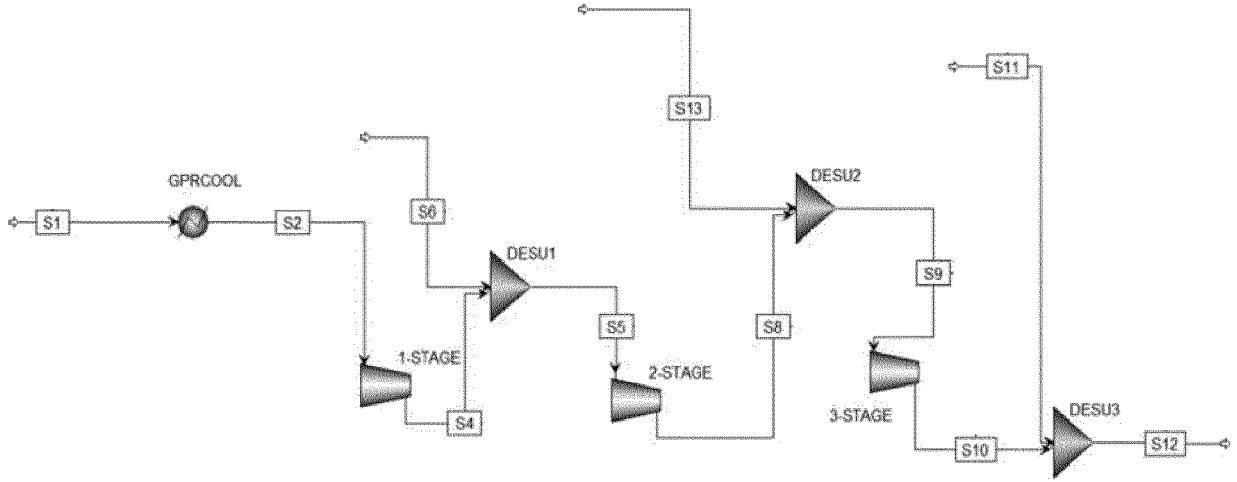 S13
S11
GPRCOOL
DESU2
S1
S2
S6
DESU1
S9
S5
S8
1-STAGE
2-STAGE
3-STAGE
DESU3
S4
S10
S12